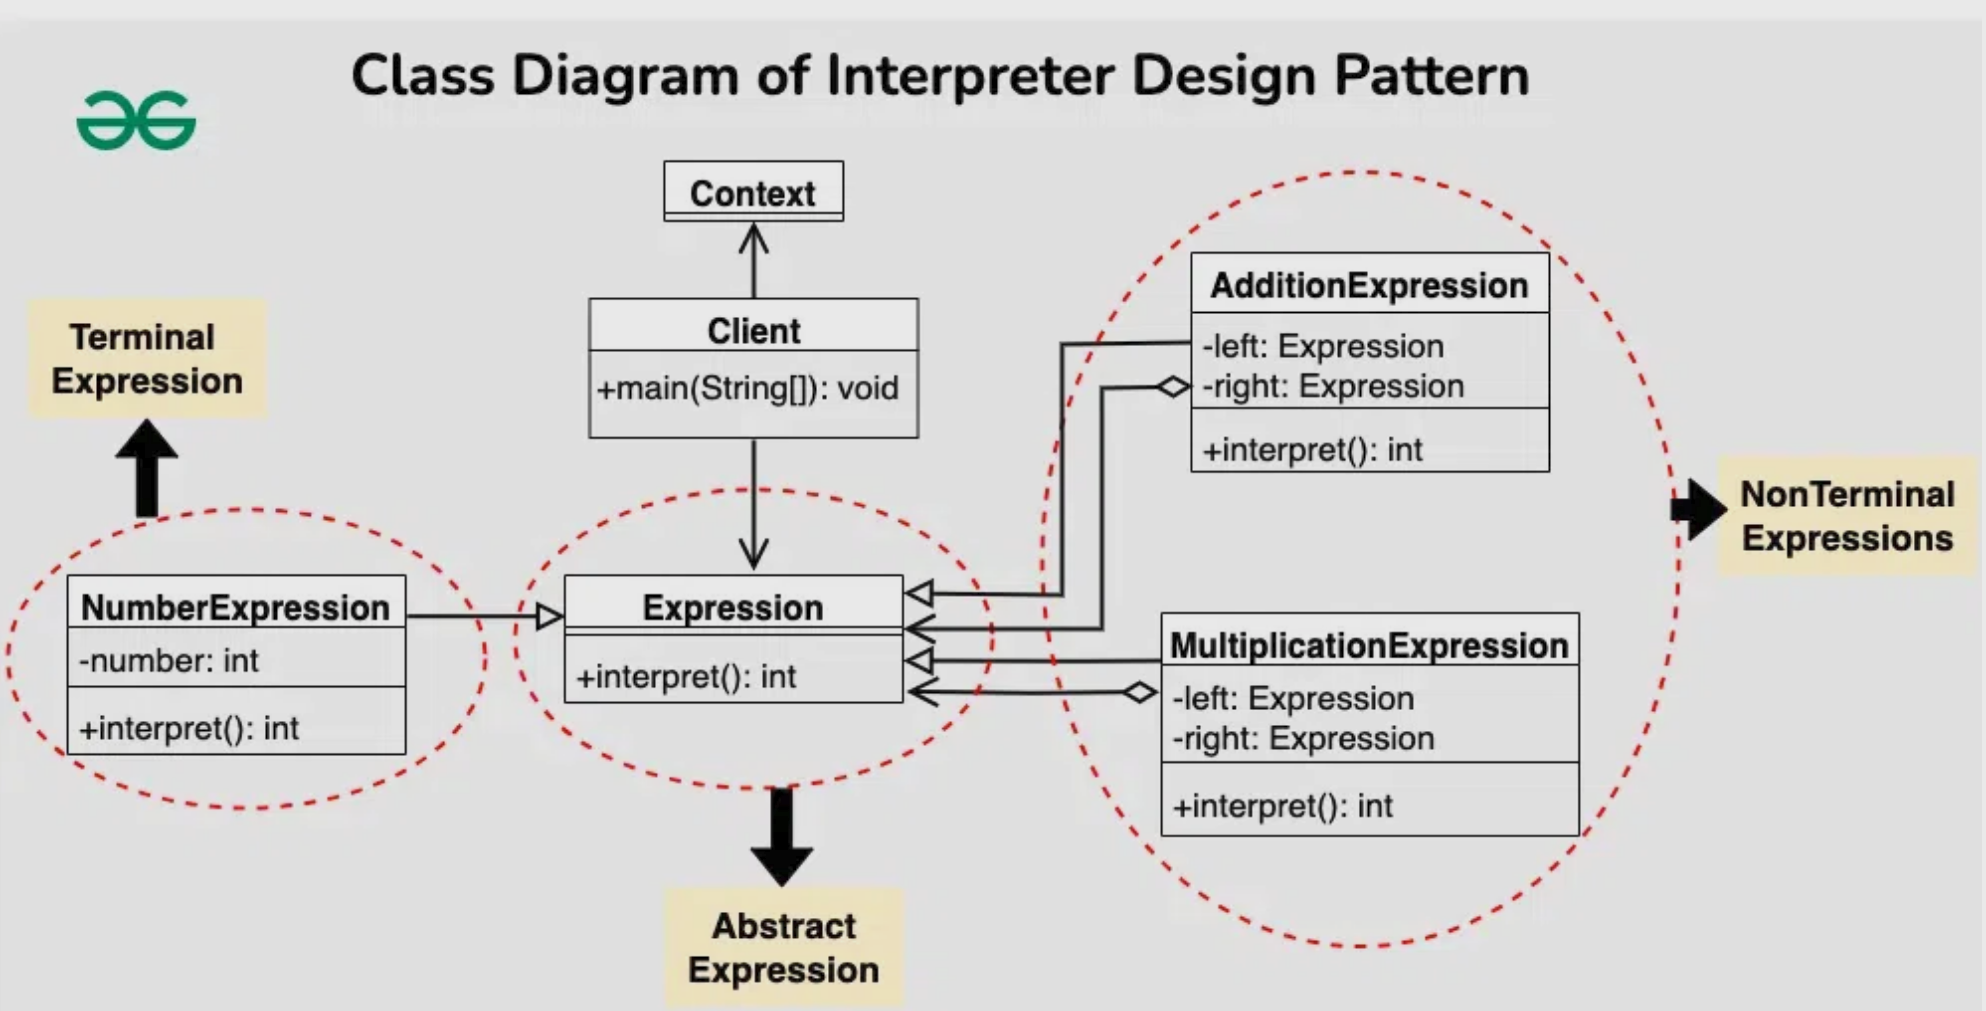 Class Diagram of Interpreter Design Pattern
Context
Client
+main(String[]): void
Terminal
Expression
NumberExpression
-number: int
+interpret(): int
Expression
+interpret(): int
Abstract
Expression
AdditionExpression
-left: Expression
-right: Expression
+interpret(): int
MultiplicationExpression
-left: Expression
-right: Expression
+interpret(): int
NonTerminal
Expressions